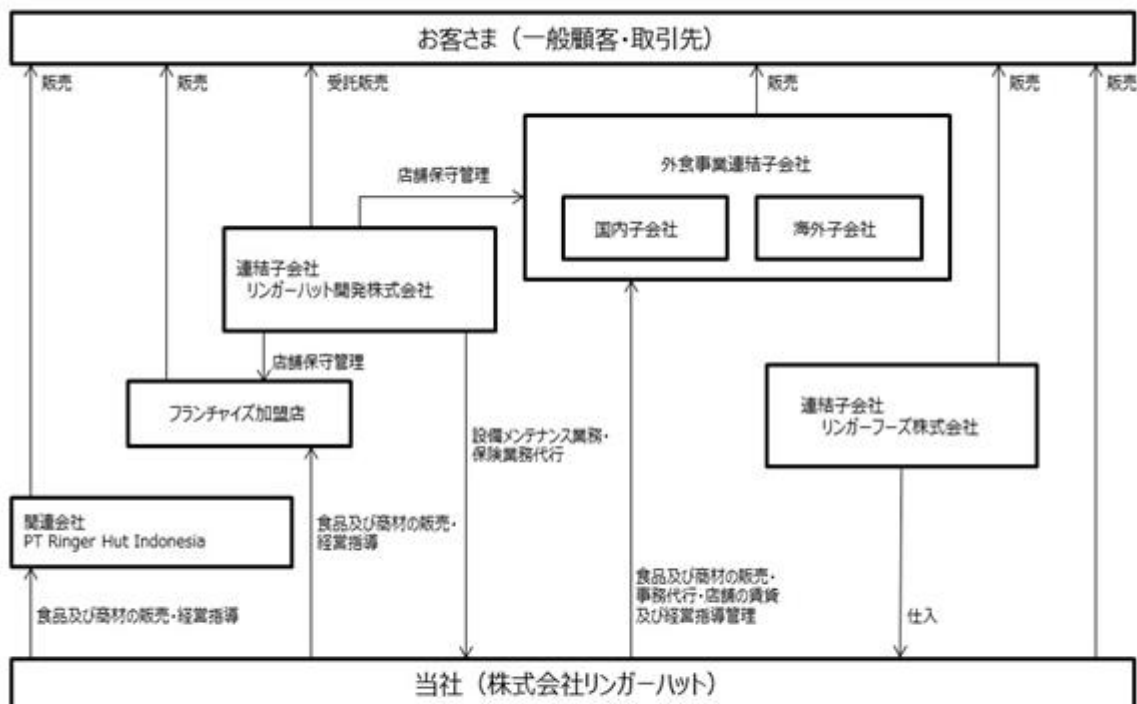 お客さま（一般顧客・取引先）
販売
販売
受託販売
販売
販売
販売
外食事業連結子会社
店舗保守管理
国内子会社
海外子会社
連結子会社
リンガーハット開発株式会社
店舗保守管理
フランチャイズ加盟店
連結子会社
リンガーフーズ株式会社
設備メンテナンス業務・
保険業務代行
関連会社
PT Ringer Hut Indonesia
食品及び商材の販売・
経営指導
食品及び商材の販売・
事務代行・店舗の賃貸
及び経営指導管理
食品及び商材の販売・経営指導
仕入
当社（株式会社リンガーハット）